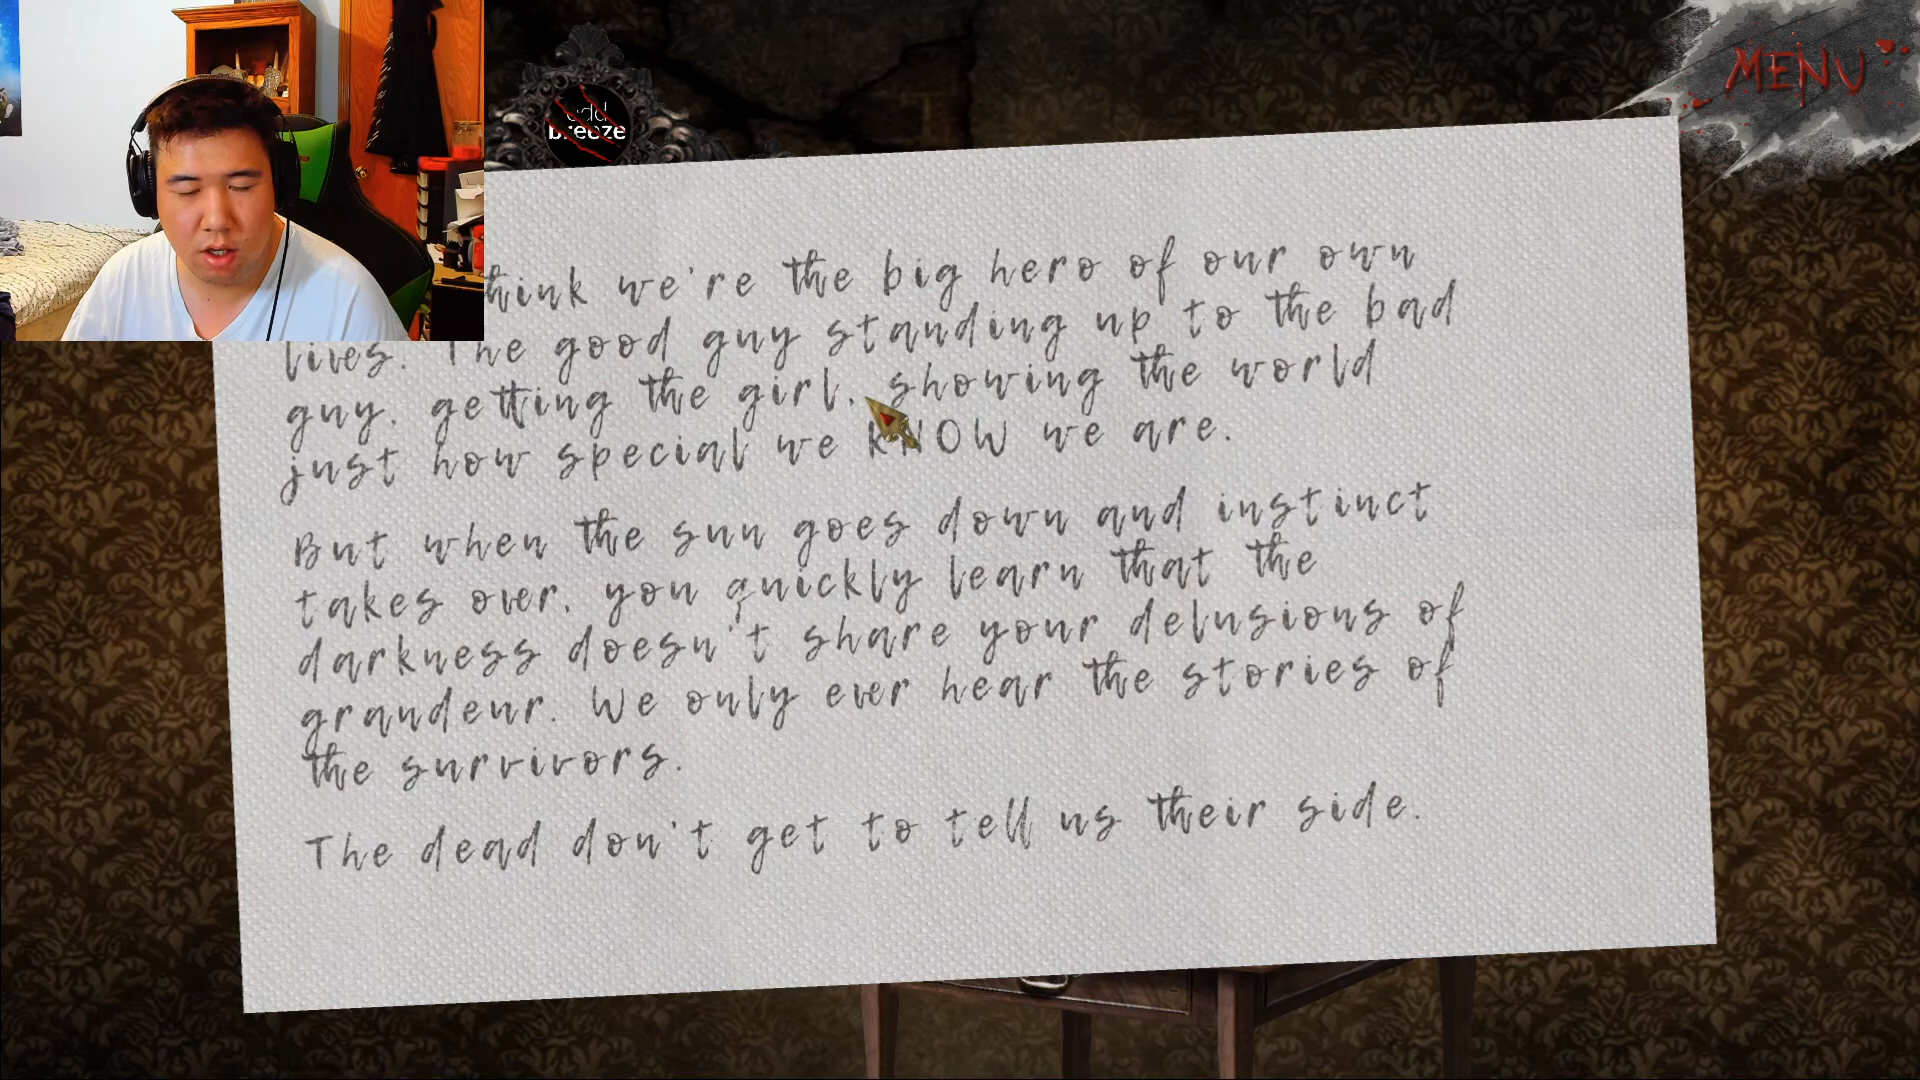 odd
breeze
MENU
think we're the big hero of our own
lives. The good guy standing up to the bad
guy, getting the girl, showing the world
just how special we kNOW we are.
But when the sun goes down and instinct
takes over, you quickly learn that the
darkness doesn't share your delusions of
grandeur. We only ever hear the stories of
the survivors.
The dead don't get to tell us their side.